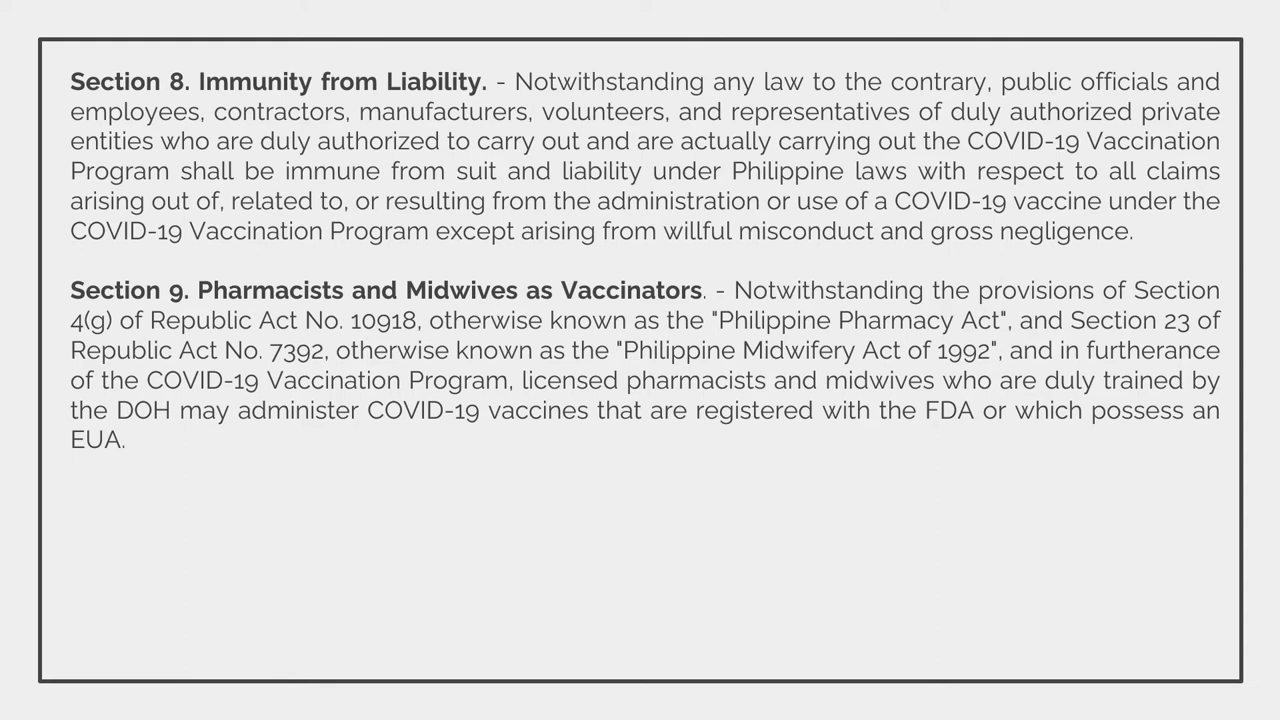 Section 8. Immunity from Liability. - Notwithstanding any law to the contrary, public officials and
employees, contractors, manufacturers, volunteers, and representatives of duly authorized private
entities who are duly authorized to carry out and are actually carrying out the COVID-19 Vaccination
Program shall be immune from suit and liability under Philippine laws with respect to all claims
arising out of, related to, or resulting from the administration or use of a COVID-19 vaccine under the
COVID-19 Vaccination Program except arising from willful misconduct and gross negligence.
Section 9. Pharmacists and Midwives as Vaccinators. - Notwithstanding the provisions of Section
4(g) of Republic Act No. 10918, otherwise known as the "Philippine Pharmacy Act", and Section 23 of
Republic Act No. 7392, otherwise known as the "Philippine Midwifery Act of 1992", and in furtherance
of the COVID-19 Vaccination Program, licensed pharmacists and midwives who are duly trained by
the DOH may administer COVID-19 vaccines that are registered with the FDA or which possess an
EUA.